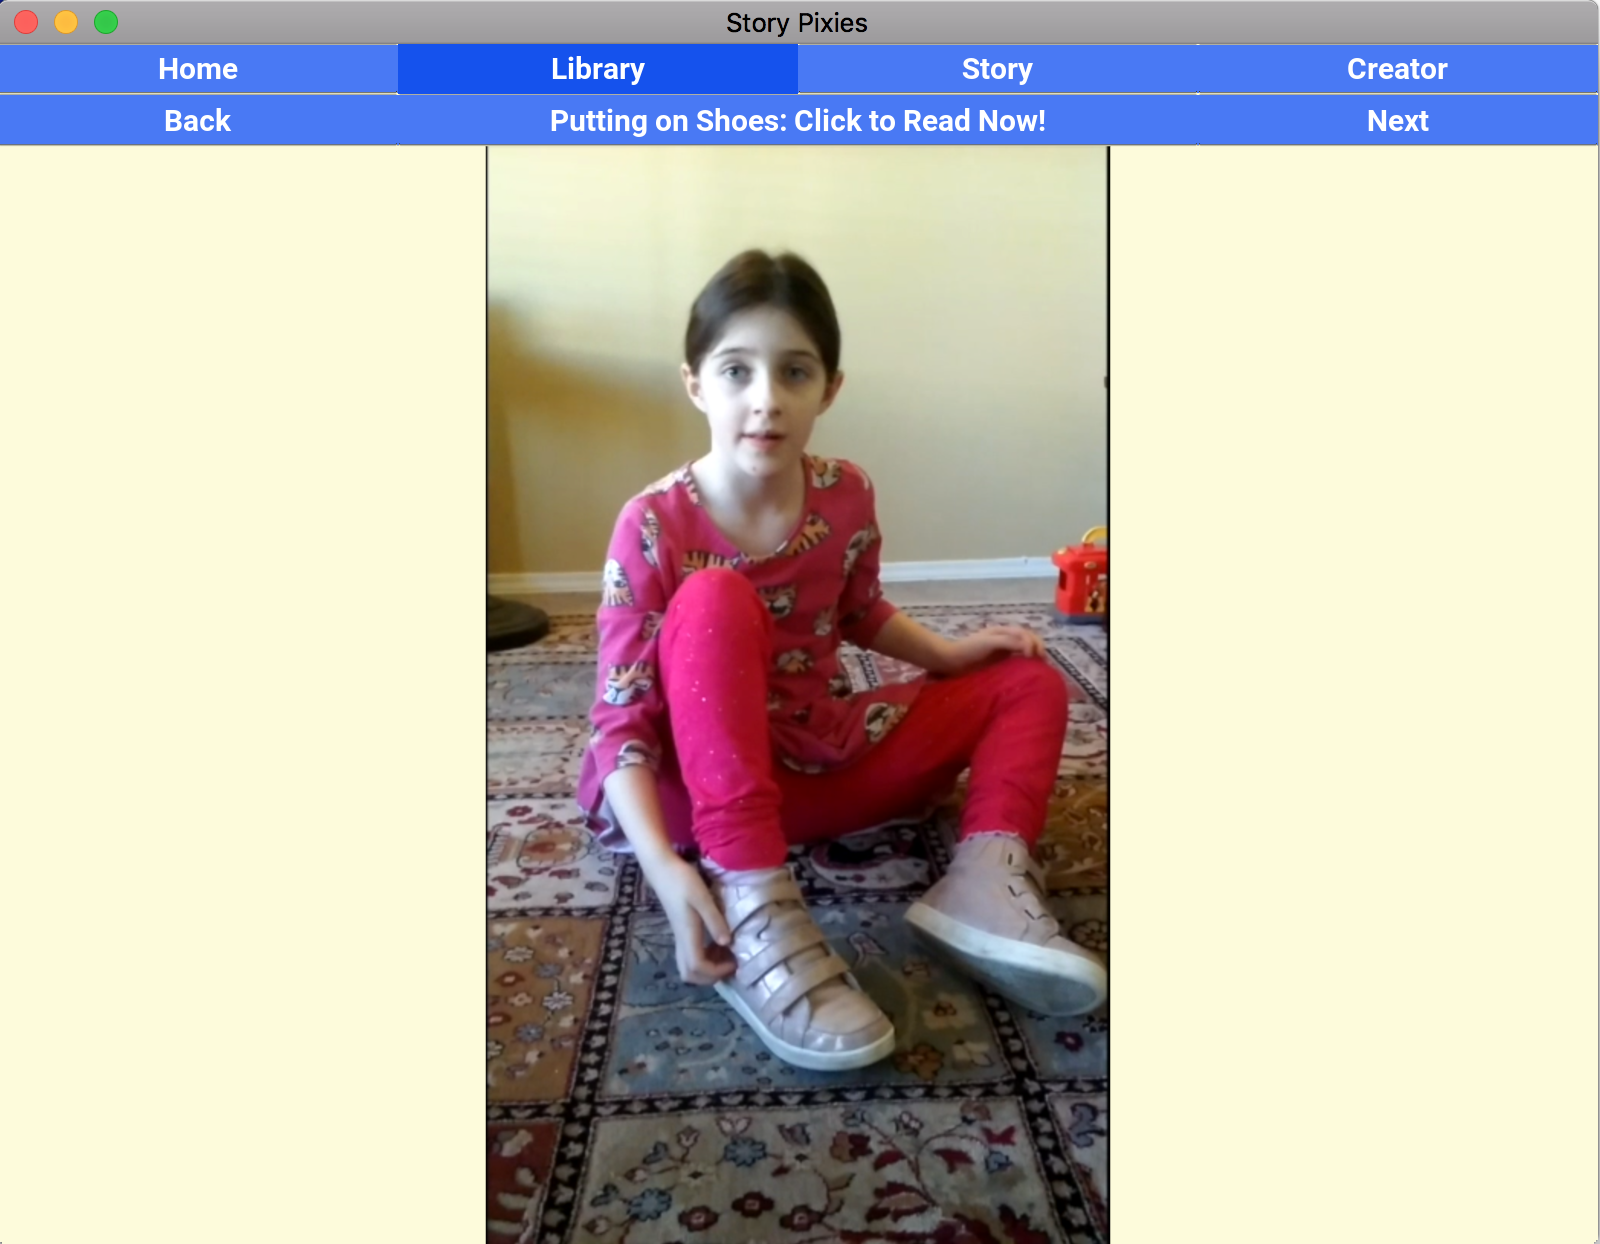 Story Pixies
Home Library Story Creator
Back Putting on Shoes: Click to Read Now! Next